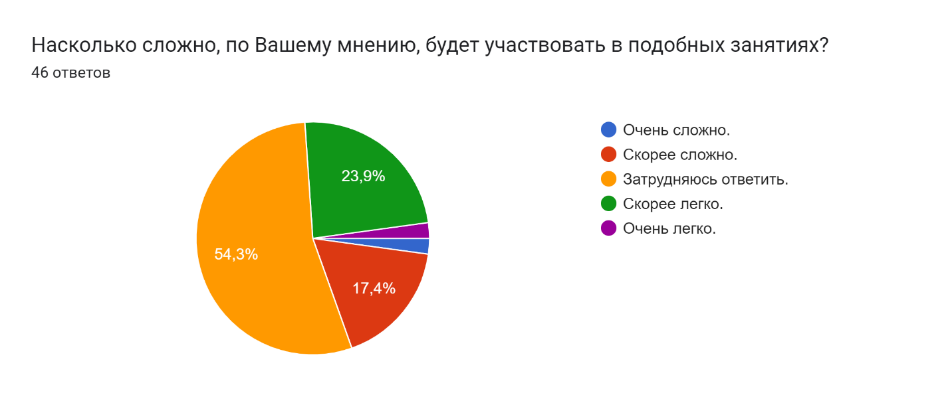 Насколько сложно, по Вашему мнению, будет участвовать в подобных занятиях?
46 ответов
23,9%
54,3%
17,4%
Очень сложно.
Скорее сложно.
Затрудняюсь ответить.
Скорее легко.
Очень легко.